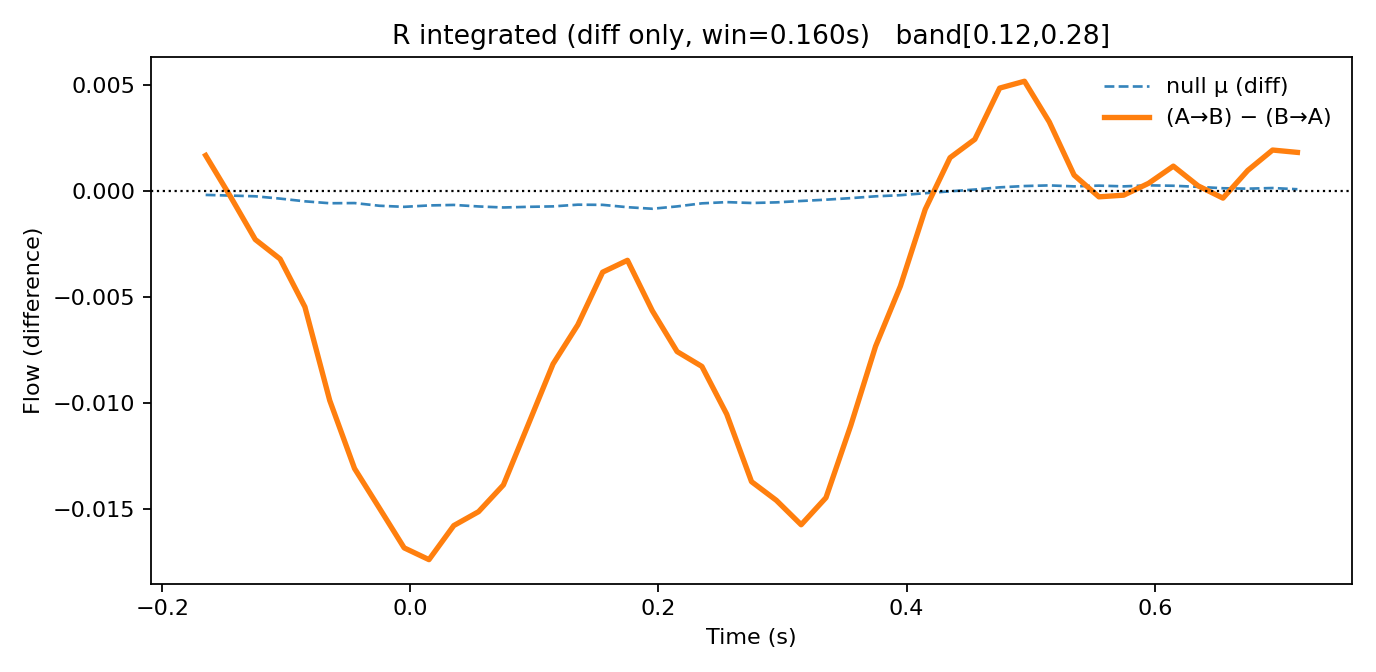 R integrated (diff only, win=0.160s)   band[0.12,0.28]
null μ (diff)
(A→B) − (B→A)
Flow (difference)
0.005
0.000
−0.005
−0.010
−0.015
−0.2
0.0
0.2
0.4
0.6
Time (s)